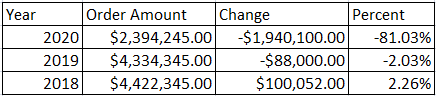 Year Order Amount Change Percent
2020 $2,394,245.00 -$1,940,100.00 -81.03%
2019 $4,334,345.00 -$88,000.00 -2.03%
2018 $4,422,345.00 $100,052.00 2.26%